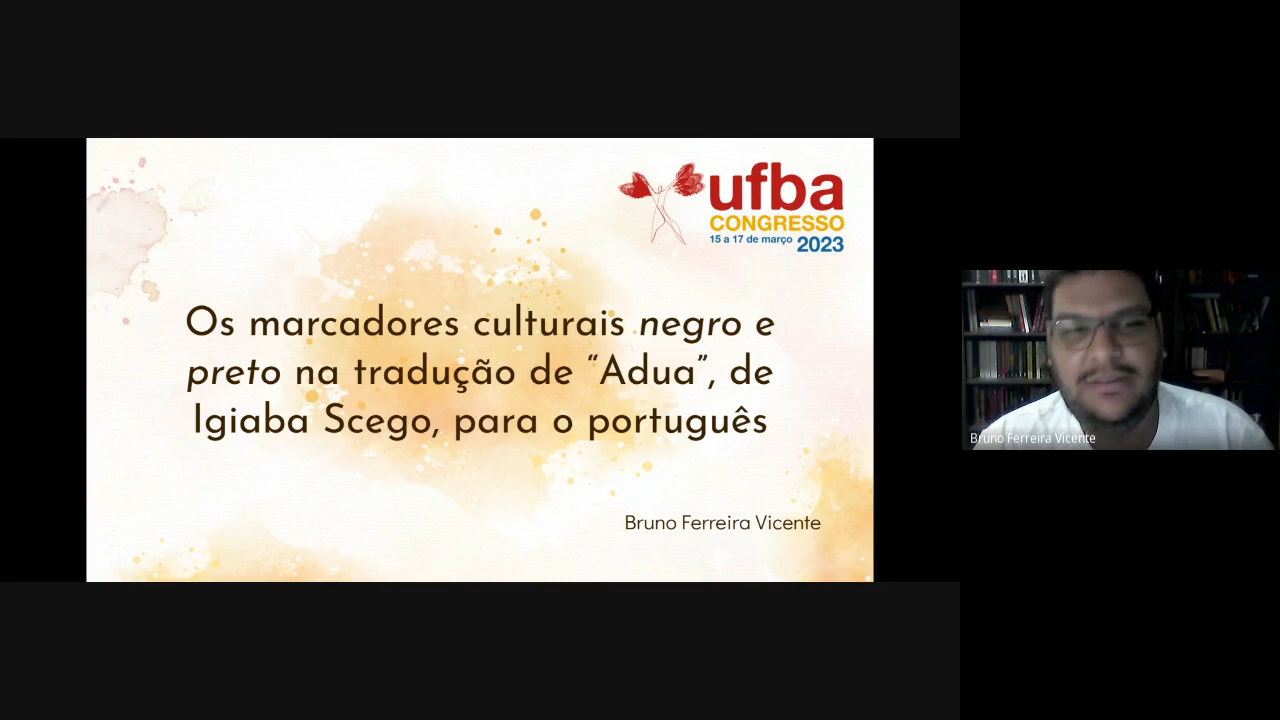 ufba
CONGRESSO
15 a 17 de março 2023
Os marcadores culturais negro e
preto na tradução de “Adua”, de
Igiaba Scego, para o português
Bruno Ferreira Vicente
Bruno Ferreira Vicente